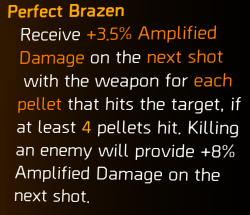 Perfect Brazen
Receive +3.5% Amplified
Damage on the next shot
with the weapon for each
pellet that hits the target, if
at least 4 pellets hit. Killing
an enemy will provide +8%
Amplified Damage on the
next shot.